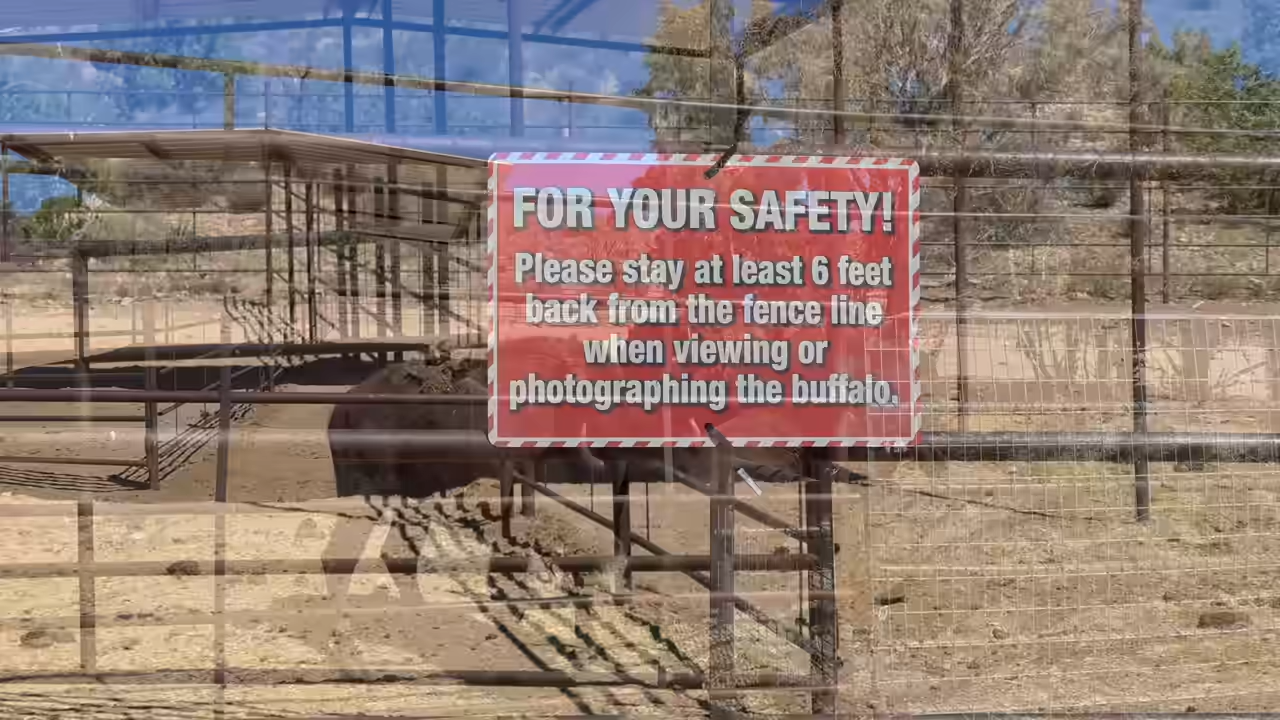 FOR YOUR SAFETY!
Please stay at least 6 feet
back from the fence line
when viewing or
photographing the buffalo.